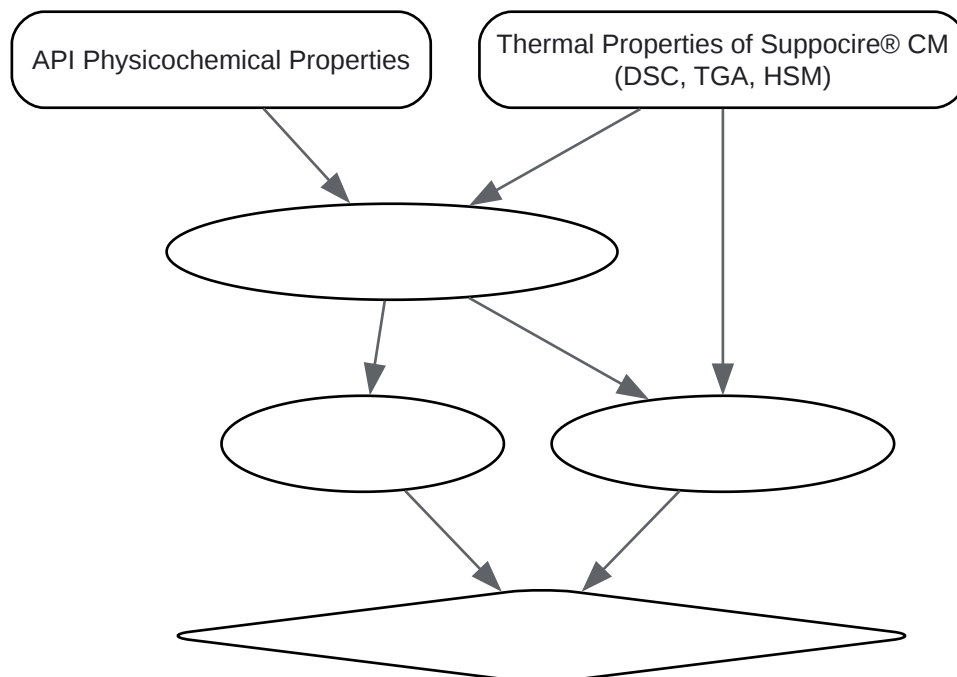 API Physicochemical Properties
Thermal Properties of Suppocire® CM
(DSC, TGA, HSM)